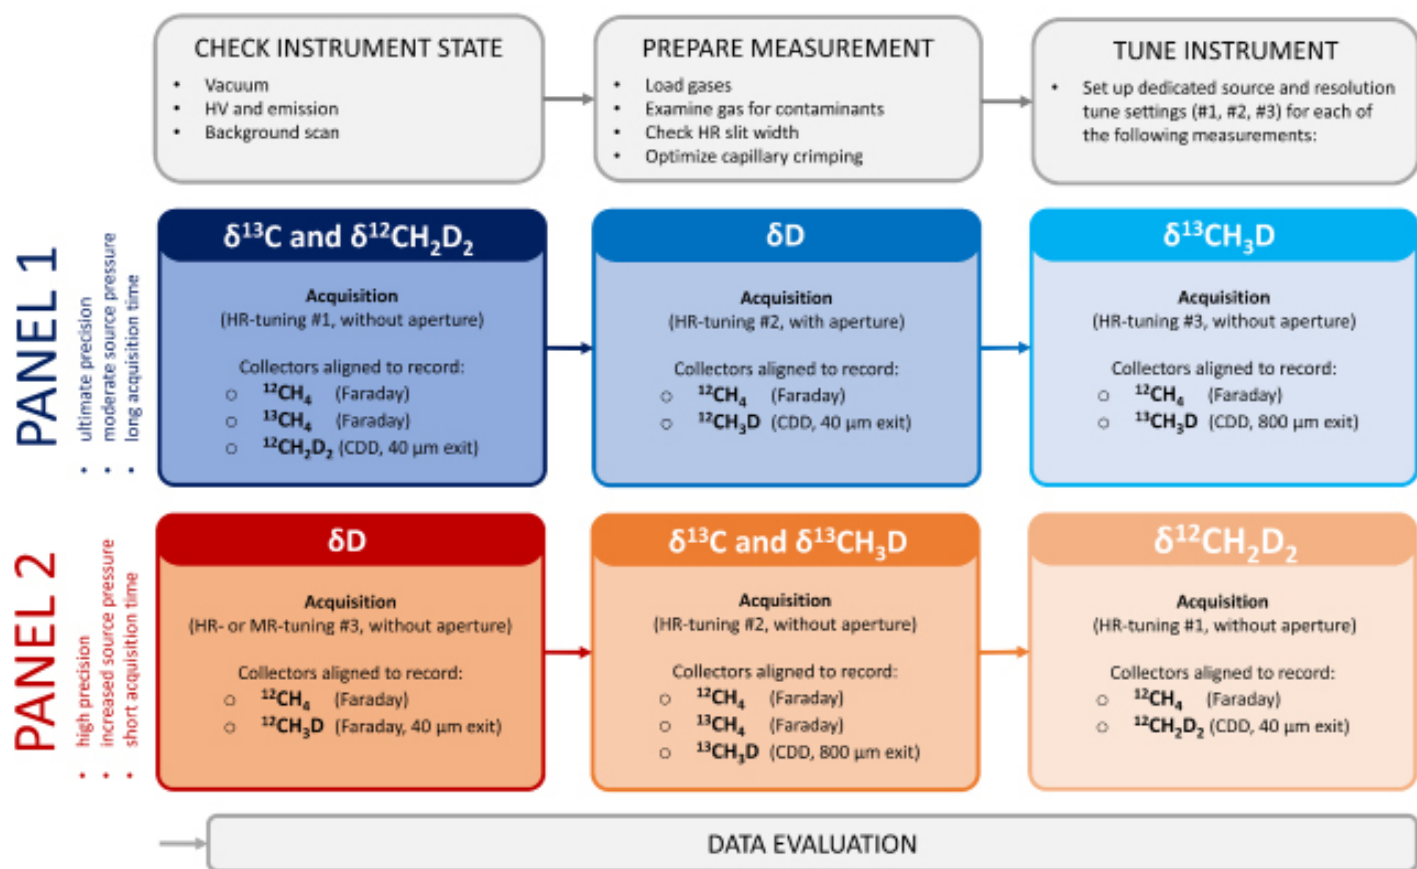 CHECK INSTRUMENT STATE
• Vacuum
• HV and emission
• Background scan
PREPARE MEASUREMENT
• Load gases
• Examine gas for contaminants
• Check HR slit width
• Optimize capillary crimping
TUNE INSTRUMENT
• Set up dedicated source and resolution
tune settings (#1, #2, #3) for each of
the following measurements:
PANEL 1
• ultimate precision
• moderate source pressure
• long acquisition time
δ¹³C and δ¹²CH₂D₂
Acquisition
(HR-tuning #1, without aperture)
Collectors aligned to record:
○ ¹²CH₄ (Faraday)
○ ¹³CH₄ (Faraday)
○ ¹²CH₂D₂ (CDD, 40 µm exit)
δD
Acquisition
(HR-tuning #2, with aperture)
Collectors aligned to record:
○ ¹²CH₄ (Faraday)
○ ¹²CH₃D (CDD, 40 µm exit)
δ¹³CH₃D
Acquisition
(HR-tuning #3, without aperture)
Collectors aligned to record:
○ ¹²CH₄ (Faraday)
○ ¹³CH₃D (CDD, 800 µm exit)
PANEL 2
• high precision
• increased source pressure
• short acquisition time
δD
Acquisition
(HR- or MR-tuning #3, without aperture)
Collectors aligned to record:
○ ¹²CH₄ (Faraday)
○ ¹²CH₃D (Faraday, 40 µm exit)
δ¹³C and δ¹³CH₃D
Acquisition
(HR-tuning #2, without aperture)
Collectors aligned to record:
○ ¹²CH₄ (Faraday)
○ ¹³CH₄ (Faraday)
○ ¹³CH₃D (CDD, 800 µm exit)
δ¹²CH₂D₂
Acquisition
(HR-tuning #1, without aperture)
Collectors aligned to record:
○ ¹²CH₄ (Faraday)
○ ¹²CH₂D₂ (CDD, 40 µm exit)
DATA EVALUATION